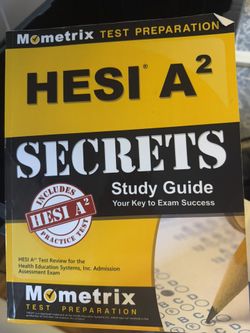 Mometrix TEST PREPARATION
HESI® A²
SECRETS
Study Guide
Your Key to Exam Success
INCLUDES
HESI A²
PRACTICE TEST
HESI A² Test Review for the
Health Education Systems, Inc. Admission
Assessment Exam
Mometrix
TEST PREPARATION